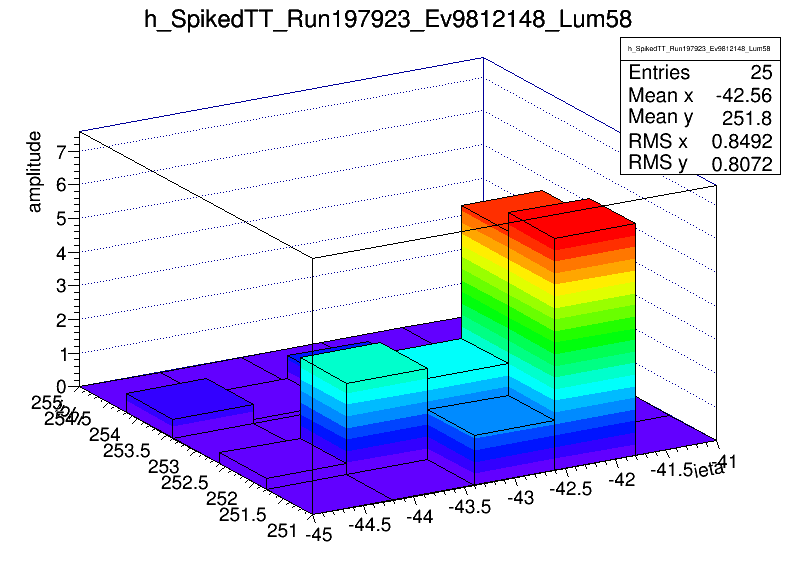 h_SpikedTT_Run197923_Ev9812148_Lum58
h_SpikedTT_Run197923_Ev9812148_Lum58
Entries 25
Mean x -42.56
Mean y 251.8
RMS x 0.8492
RMS y 0.8072
amplitude
7
6
5
4
3
2
1
0
255
254.5
254
253.5
253
252.5
252
251.5
251
-45
-44.5
-44
-43.5
-43
-42.5
-42
-41.5
-41
ieta